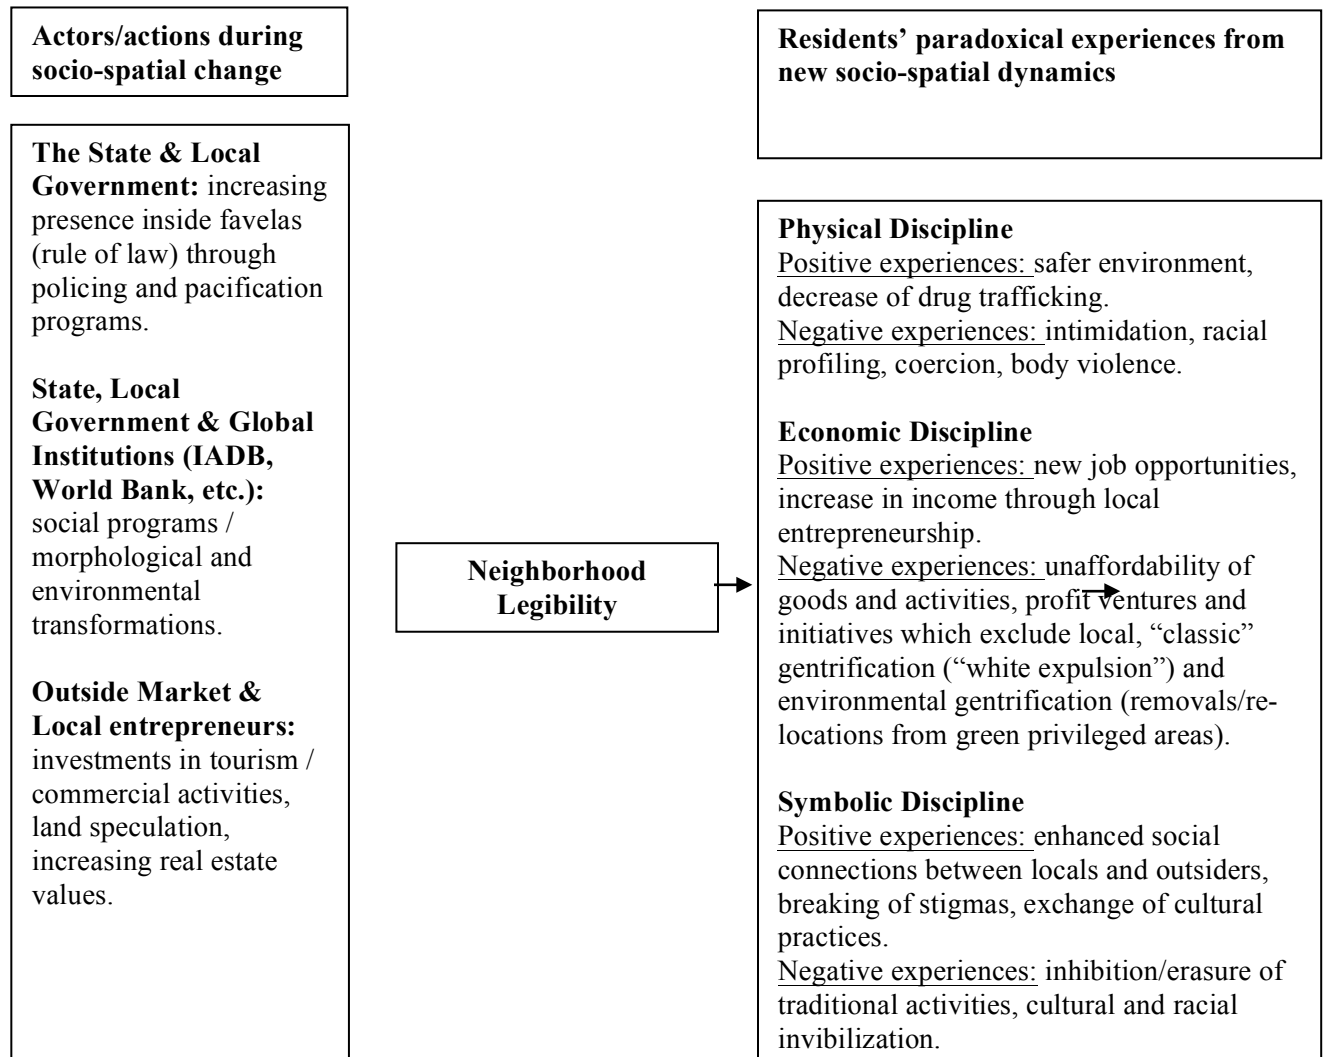 Actors/actions during
socio-spatial change
The State & Local
Government: increasing
presence inside favelas
(rule of law) through
policing and pacification
programs.
State, Local
Government & Global
Institutions (IADB,
World Bank, etc.):
social programs /
morphological and
environmental
transformations.
Outside Market &
Local entrepreneurs:
investments in tourism /
commercial activities,
land speculation,
increasing real estate
values.
Neighborhood
Legibility
Residents’ paradoxical experiences from
new socio-spatial dynamics
Physical Discipline
Positive experiences: safer environment,
decrease of drug trafficking.
Negative experiences: intimidation, racial
profiling, coercion, body violence.
Economic Discipline
Positive experiences: new job opportunities,
increase in income through local
entrepreneurship.
Negative experiences: unaffordability of
goods and activities, profit ventures and
initiatives which exclude local, “classic”
gentrification (“white expulsion”) and
environmental gentrification (removals/re-
locations from green privileged areas).
Symbolic Discipline
Positive experiences: enhanced social
connections between locals and outsiders,
breaking of stigmas, exchange of cultural
practices.
Negative experiences: inhibition/erasure of
traditional activities, cultural and racial
invibilization.